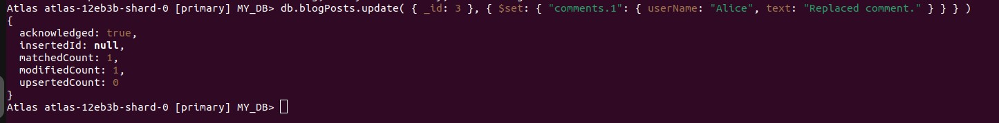 Atlas atlas-12eb3b-shard-0 [primary] MY_DB> db.blogPosts.update( { _id: 3 }, { $set: { "comments.1": { userName: "Alice", text: "Replaced comment." } } } )
{
  acknowledged: true,
  insertedId: null,
  matchedCount: 1,
  modifiedCount: 1,
  upsertedCount: 0
}
Atlas atlas-12eb3b-shard-0 [primary] MY_DB>